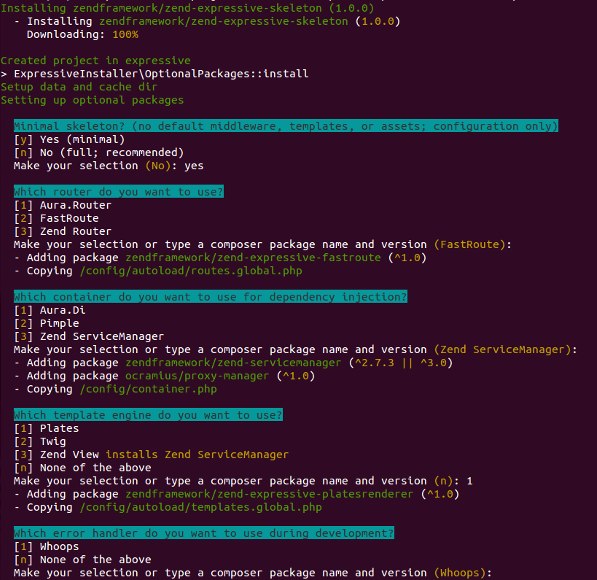 Installing zendframework/zend-expressive-skeleton (1.0.0)
- Installing zendframework/zend-expressive-skeleton (1.0.0)
Downloading: 100%
Created project in expressive
> ExpressiveInstaller\OptionalPackages::install
Setup data and cache dir
Setting up optional packages
Minimal skeleton? (no default middleware, templates, or assets; configuration only)
[y] Yes (minimal)
[n] No (full; recommended)
Make your selection (No): yes
Which router do you want to use?
[1] Aura.Router
[2] FastRoute
[3] Zend Router
Make your selection or type a composer package name and version (FastRoute):
- Adding package zendframework/zend-expressive-fastroute (^1.0)
- Copying /config/autoload/routes.global.php
Which container do you want to use for dependency injection?
[1] Aura.Di
[2] Pimple
[3] Zend ServiceManager
Make your selection or type a composer package name and version (Zend ServiceManager):
- Adding package zendframework/zend-servicemanager (^2.7.3 || ^3.0)
- Adding package ocramius/proxy-manager (^1.0)
- Copying /config/container.php
Which template engine do you want to use?
[1] Plates
[2] Twig
[3] Zend View installs Zend ServiceManager
[n] None of the above
Make your selection or type a composer package name and version (n): 1
- Adding package zendframework/zend-expressive-platesrenderer (^1.0)
- Copying /config/autoload/templates.global.php
Which error handler do you want to use during development?
[1] Whoops
[n] None of the above
Make your selection or type a composer package name and version (Whoops):